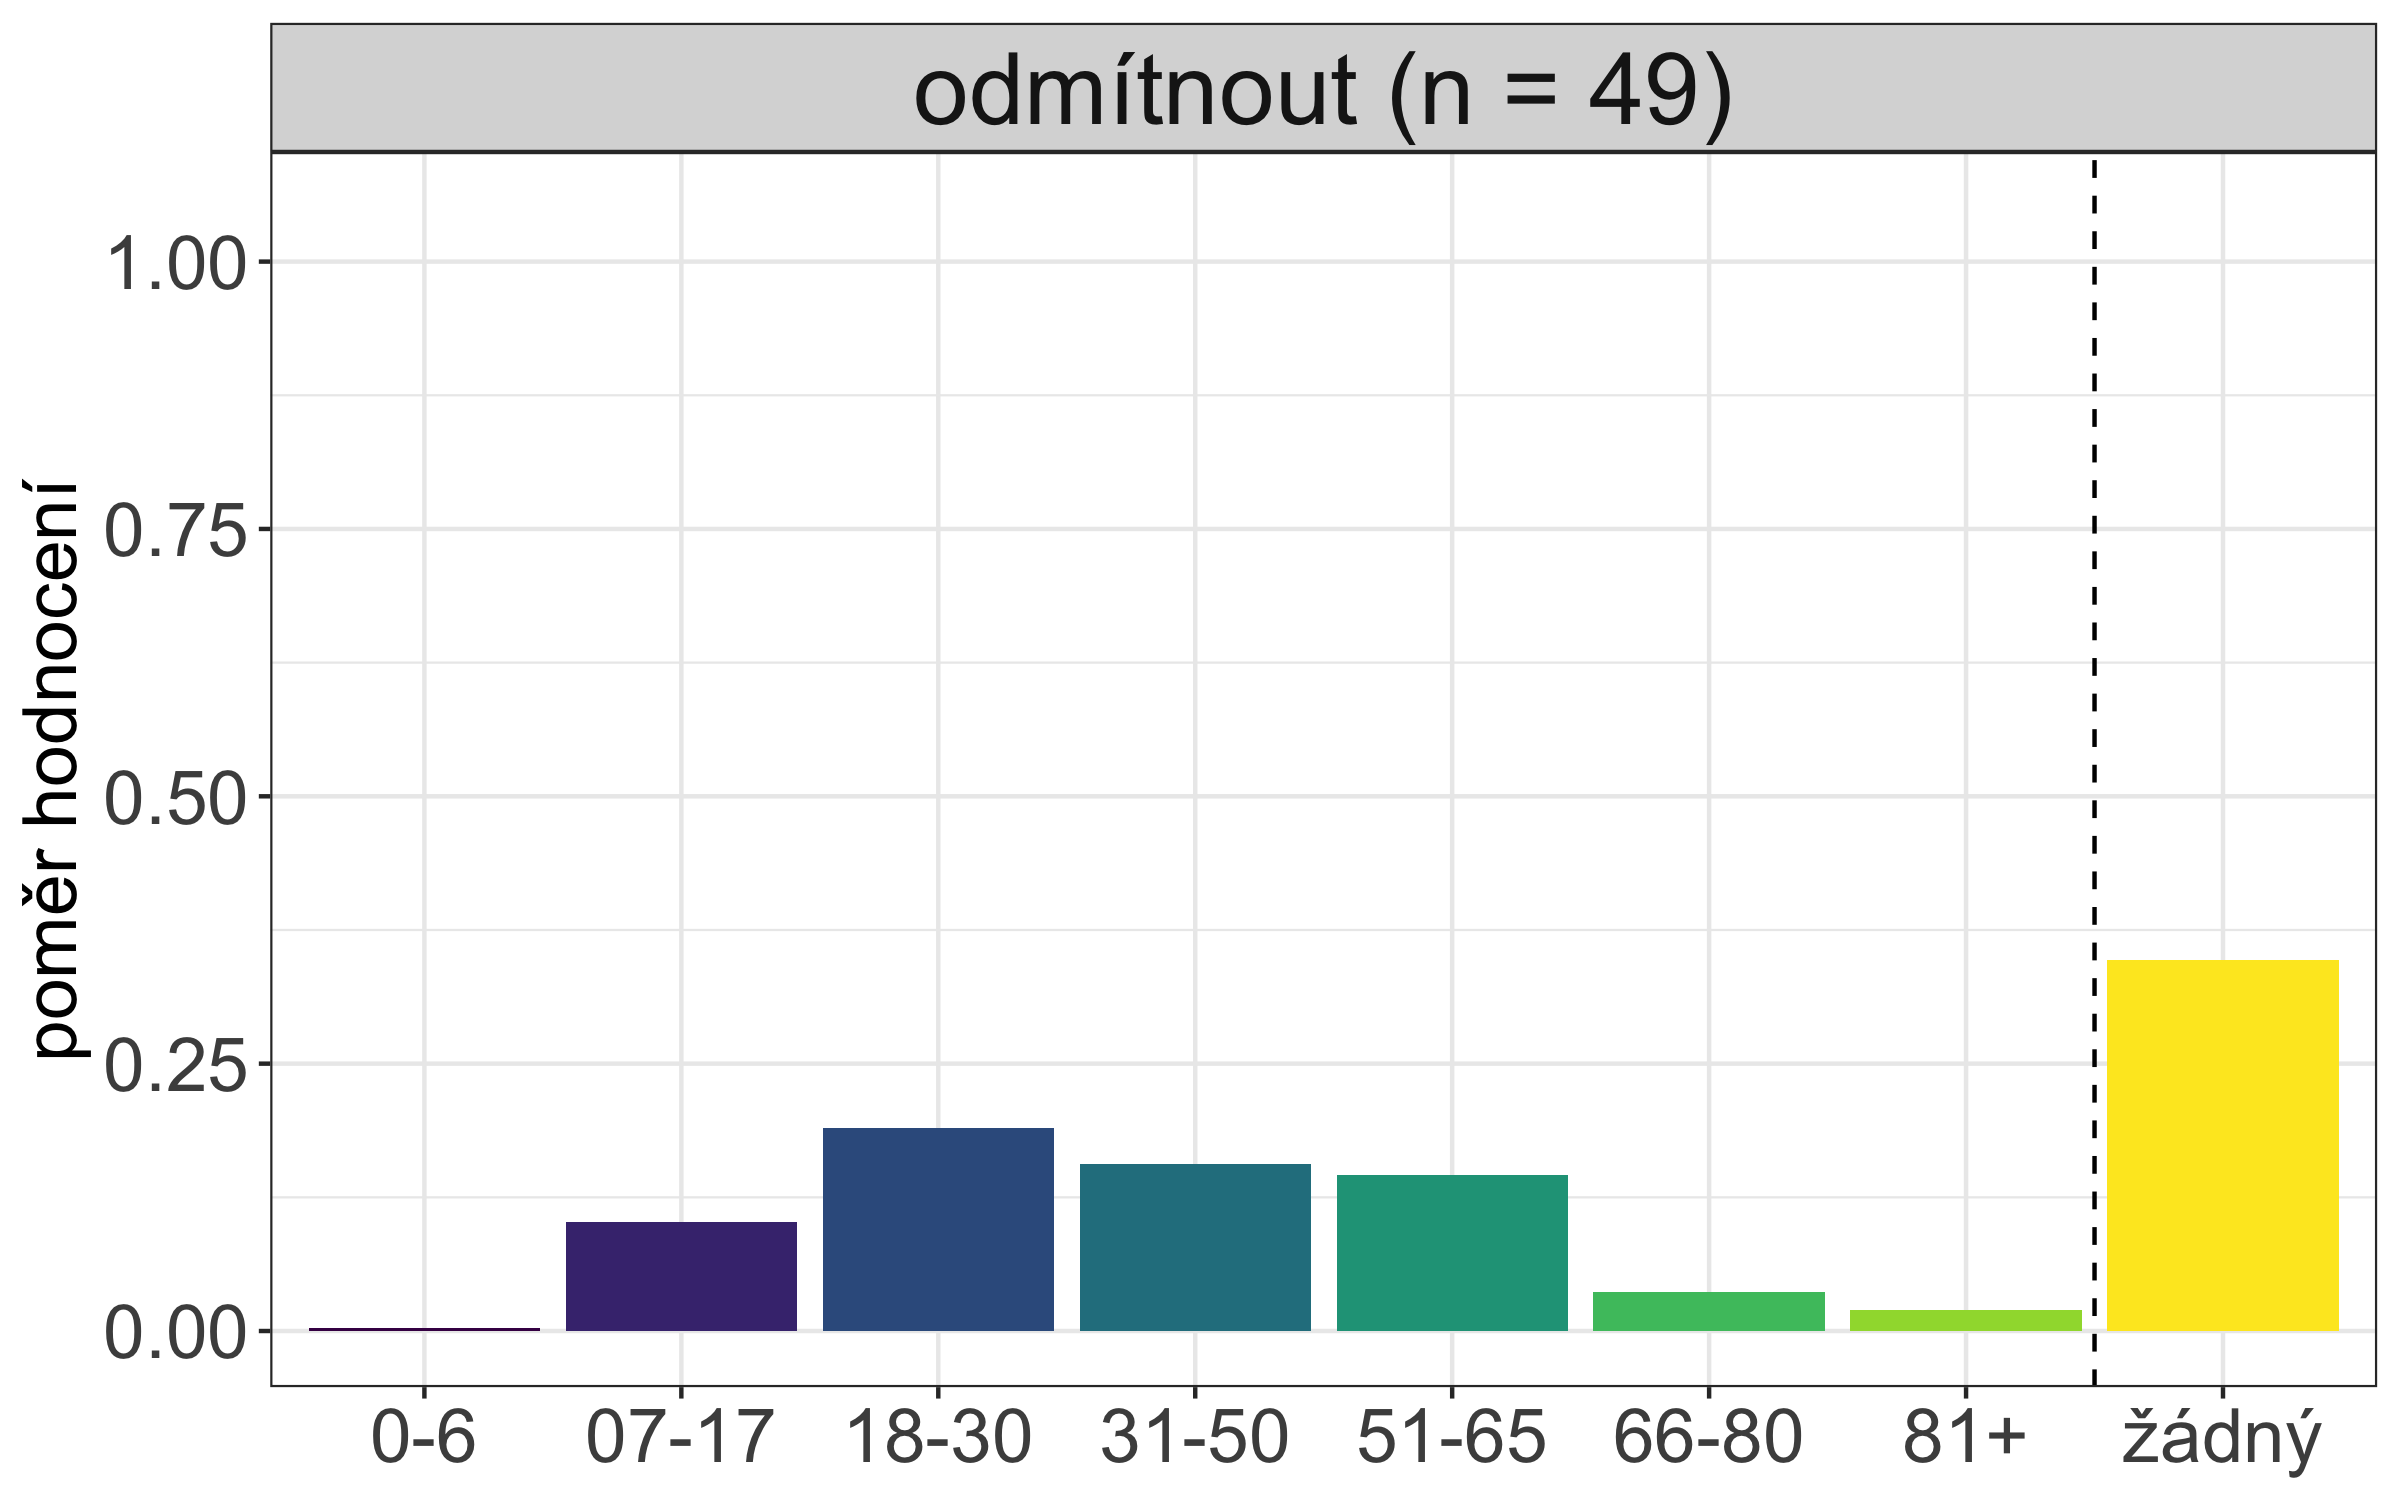 odmítnout (n = 49)
poměr hodnocení
1.00
0.75
0.50
0.25
0.00
0-6 07-17 18-30 31-50 51-65 66-80 81+ žádný